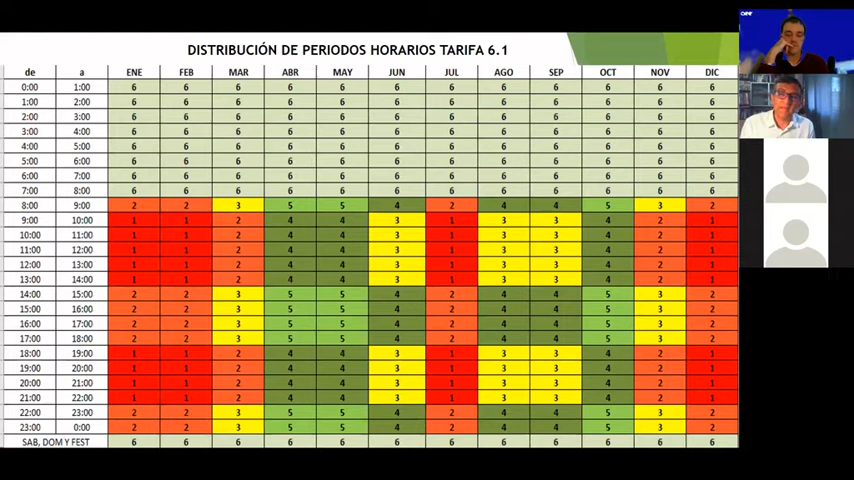 DISTRIBUCIÓN DE PERIODOS HORARIOS TARIFA 6.1
de a ENE FEB MAR ABR MAY JUN JUL AGO SEP OCT NOV DIC
0:00 1:00 6 6 6 6 6 6 6 6 6 6 6 6
1:00 2:00 6 6 6 6 6 6 6 6 6 6 6 6
2:00 3:00 6 6 6 6 6 6 6 6 6 6 6 6
3:00 4:00 6 6 6 6 6 6 6 6 6 6 6 6
4:00 5:00 6 6 6 6 6 6 6 6 6 6 6 6
5:00 6:00 6 6 6 6 6 6 6 6 6 6 6 6
6:00 7:00 6 6 6 6 6 6 6 6 6 6 6 6
7:00 8:00 6 6 6 6 6 6 6 6 6 6 6 6
8:00 9:00 2 2 3 5 5 4 2 4 4 5 3 2
9:00 10:00 1 1 2 4 4 3 1 3 3 4 2 1
10:00 11:00 1 1 2 4 4 3 1 3 3 4 2 1
11:00 12:00 1 1 2 4 4 3 1 3 3 4 2 1
12:00 13:00 1 1 2 4 4 3 1 3 3 4 2 1
13:00 14:00 1 1 2 4 4 3 1 3 3 4 2 1
14:00 15:00 2 2 3 5 5 4 2 4 4 5 3 2
15:00 16:00 2 2 3 5 5 4 2 4 4 5 3 2
16:00 17:00 2 2 3 5 5 4 2 4 4 5 3 2
17:00 18:00 2 2 3 5 5 4 2 4 4 5 3 2
18:00 19:00 1 1 2 4 4 3 1 3 3 4 2 1
19:00 20:00 1 1 2 4 4 3 1 3 3 4 2 1
20:00 21:00 1 1 2 4 4 3 1 3 3 4 2 1
21:00 22:00 1 1 2 4 4 3 1 3 3 4 2 1
22:00 23:00 2 2 3 5 5 4 2 4 4 5 3 2
23:00 0:00 2 2 3 5 5 4 2 4 4 5 3 2
SAB, DOM Y FEST 6 6 6 6 6 6 6 6 6 6 6 6